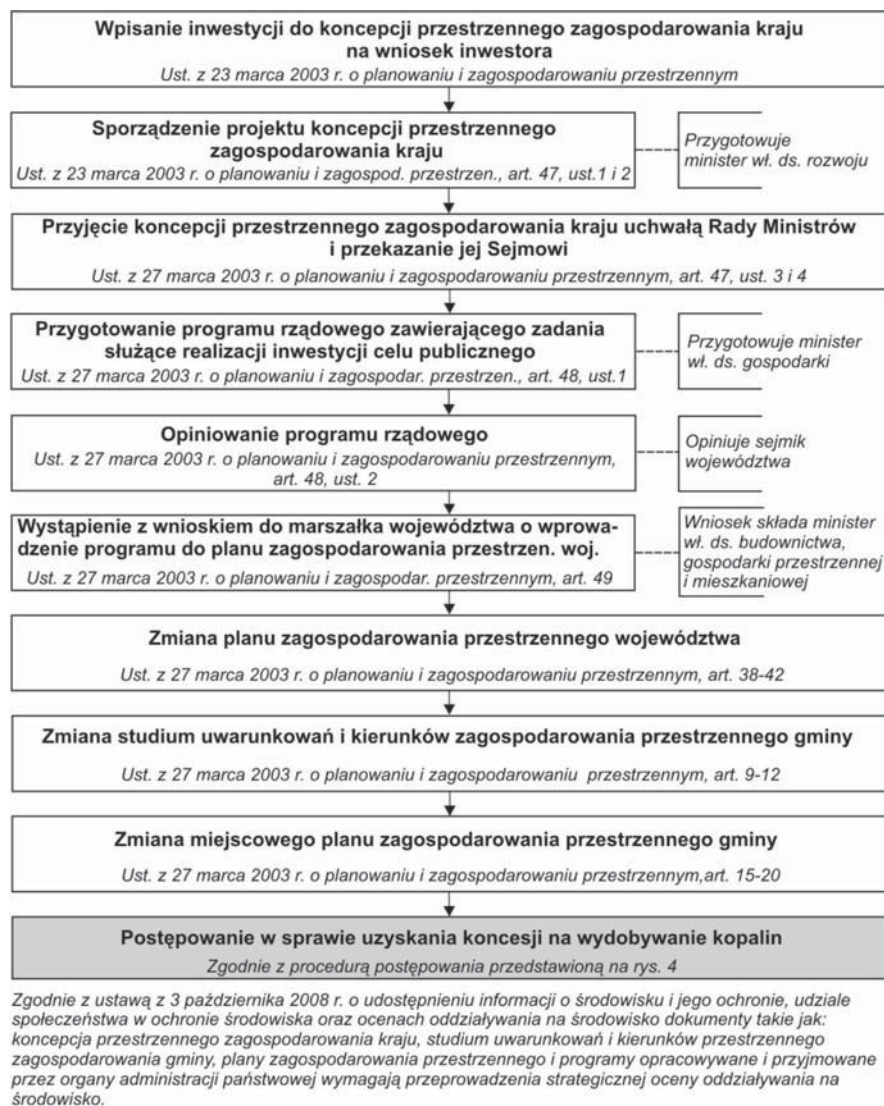 Wpisanie inwestycji do koncepcji przestrzennego zagospodarowania kraju
na wniosek inwestora
Ust. z 23 marca 2003 r. o planowaniu i zagospodarowaniu przestrzennym
Sporządzenie projektu koncepcji przestrzennego
zagospodarowania kraju
Ust. z 23 marca 2003 r. o planowaniu i zagospod. przestrzen., art. 47, ust.1 i 2
Przygotowuje
minister wł. ds. rozwoju
Przyjęcie koncepcji przestrzennego zagospodarowania kraju uchwałą Rady Ministrów
i przekazanie jej Sejmowi
Ust. z 27 marca 2003 r. o planowaniu i zagospodarowaniu przestrzennym, art. 47, ust. 3 i 4
Przygotowanie programu rządowego zawierającego zadania
służące realizacji inwestycji celu publicznego
Ust. z 27 marca 2003 r. o planowaniu i zagospodar. przestrzen., art. 48, ust.1
Przygotowuje minister
wł. ds. gospodarki
Opiniowanie programu rządowego
Ust. z 27 marca 2003 r. o planowaniu i zagospodarowaniu przestrzennym,
art. 48, ust. 2
Opiniuje sejmik
województwa
Wystąpienie z wnioskiem do marszałka województwa o wprowa-
dzenie programu do planu zagospodarowania przestrzen. woj.
Ust. z 27 marca 2003 r. o planowaniu i zagospodar. przestrzennym, art. 49
Wniosek składa minister
wł. ds. budownictwa,
gospodarki przestrzennej
i mieszkaniowej
Zmiana planu zagospodarowania przestrzennego województwa
Ust. z 27 marca 2003 r. o planowaniu i zagospodarowaniu przestrzennym, art. 38-42
Zmiana studium uwarunkowań i kierunków zagospodarowania przestrzennego gminy
Ust. z 27 marca 2003 r. o planowaniu i zagospodarowaniu przestrzennym, art. 9-12
Zmiana miejscowego planu zagospodarowania przestrzennego gminy
Ust. z 27 marca 2003 r. o planowaniu i zagospodarowaniu przestrzennym,art. 15-20
Postępowanie w sprawie uzyskania koncesji na wydobywanie kopalin
Zgodnie z procedurą postępowania przedstawioną na rys. 4
Zgodnie z ustawą z 3 października 2008 r. o udostępnieniu informacji o środowisku i jego ochronie, udziale
społeczeństwa w ochronie środowiska oraz ocenach oddziaływania na środowisko dokumenty takie jak:
koncepcja przestrzennego zagospodarowania kraju, studium uwarunkowań i kierunków przestrzennego
zagospodarowania gminy, plany zagospodarowania przestrzennego i programy opracowywane i przyjmowane
przez organy administracji państwowej wymagają przeprowadzenia strategicznej oceny oddziaływania na
środowisko.